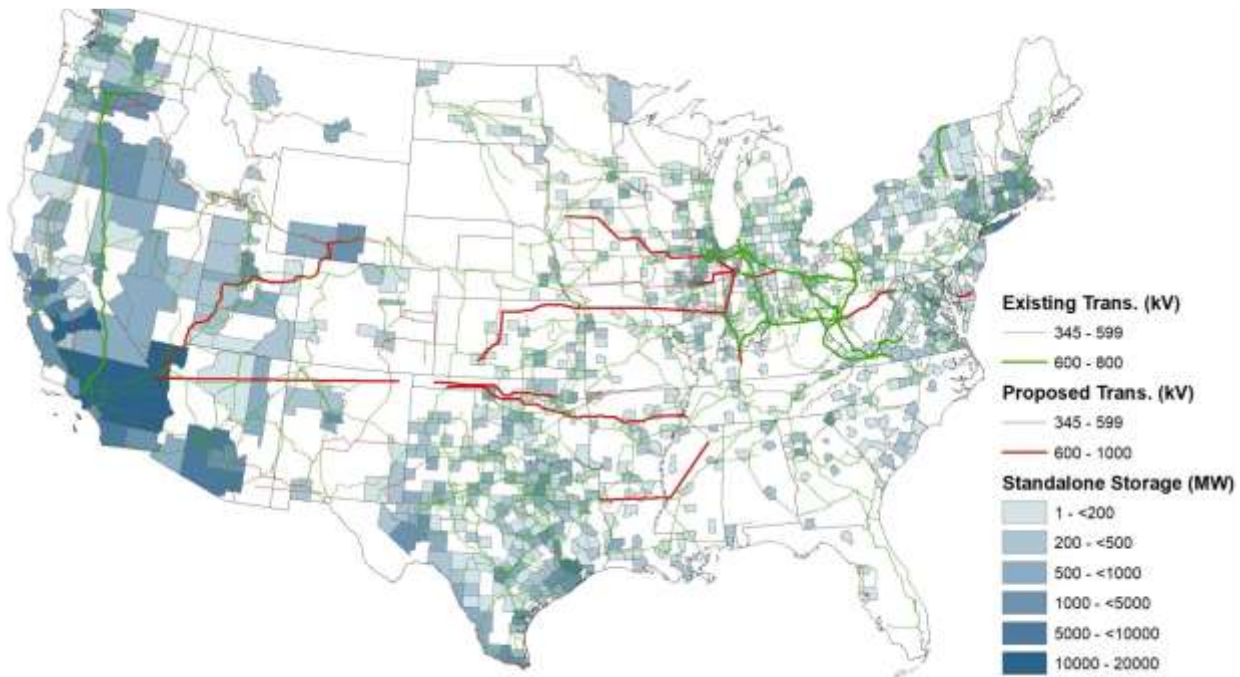 Existing Trans. (kV)
345 - 599
600 - 800
Proposed Trans. (kV)
345 - 599
600 - 1000
Standalone Storage (MW)
1 - <200
200 - <500
500 - <1000
1000 - <5000
5000 - <10000
10000 - 20000